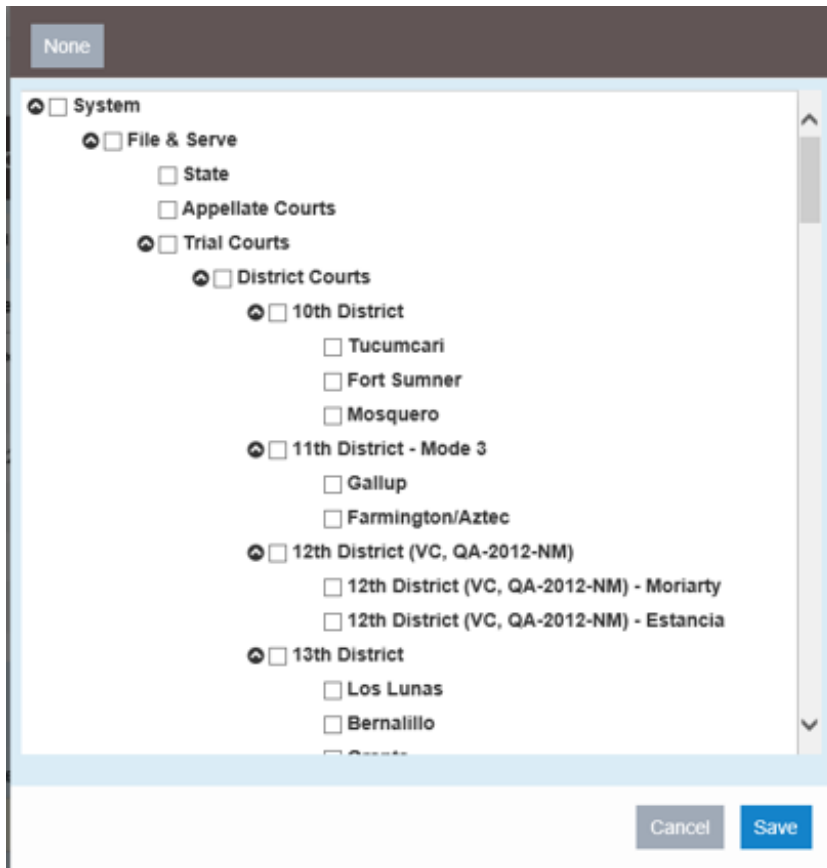 None
System
File & Serve
State
Appellate Courts
Trial Courts
District Courts
10th District
Tucumcari
Fort Sumner
Mosquero
11th District - Mode 3
Gallup
Farmington/Aztec
12th District (VC, QA-2012-NM)
12th District (VC, QA-2012-NM) - Moriarty
12th District (VC, QA-2012-NM) - Estancia
13th District
Los Lunas
Bernalillo
Cancel Save